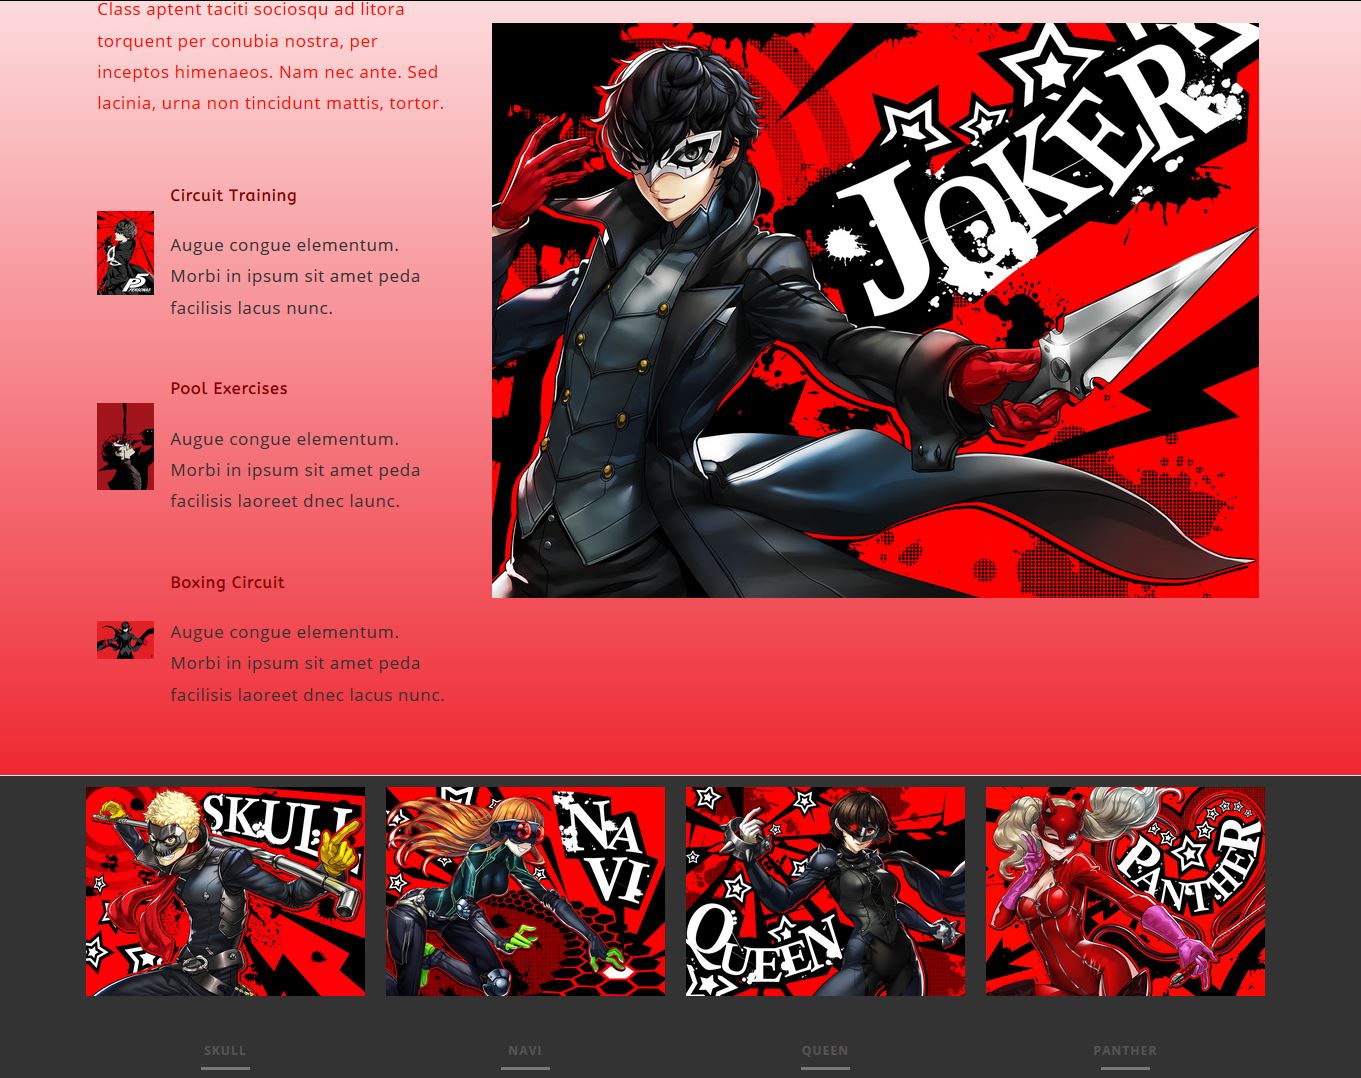 Class aptent taciti sociosqu ad litora
torquent per conubia nostra, per
inceptos himenaeos. Nam nec ante. Sed
lacinia, urna non tincidunt mattis, tortor.
Circuit Training
Augue congue elementum.
Morbi in ipsum sit amet peda
facilisis lacus nunc.
P5
Pool Exercises
Augue congue elementum.
Morbi in ipsum sit amet peda
facilisis laoreet dnec launc.
Boxing Circuit
Augue congue elementum.
Morbi in ipsum sit amet peda
facilisis laoreet dnec lacus nunc.
JOKER
SKULL
NA
VI
QUEEN
PANTHER
SKULL
NAVI
QUEEN
PANTHER